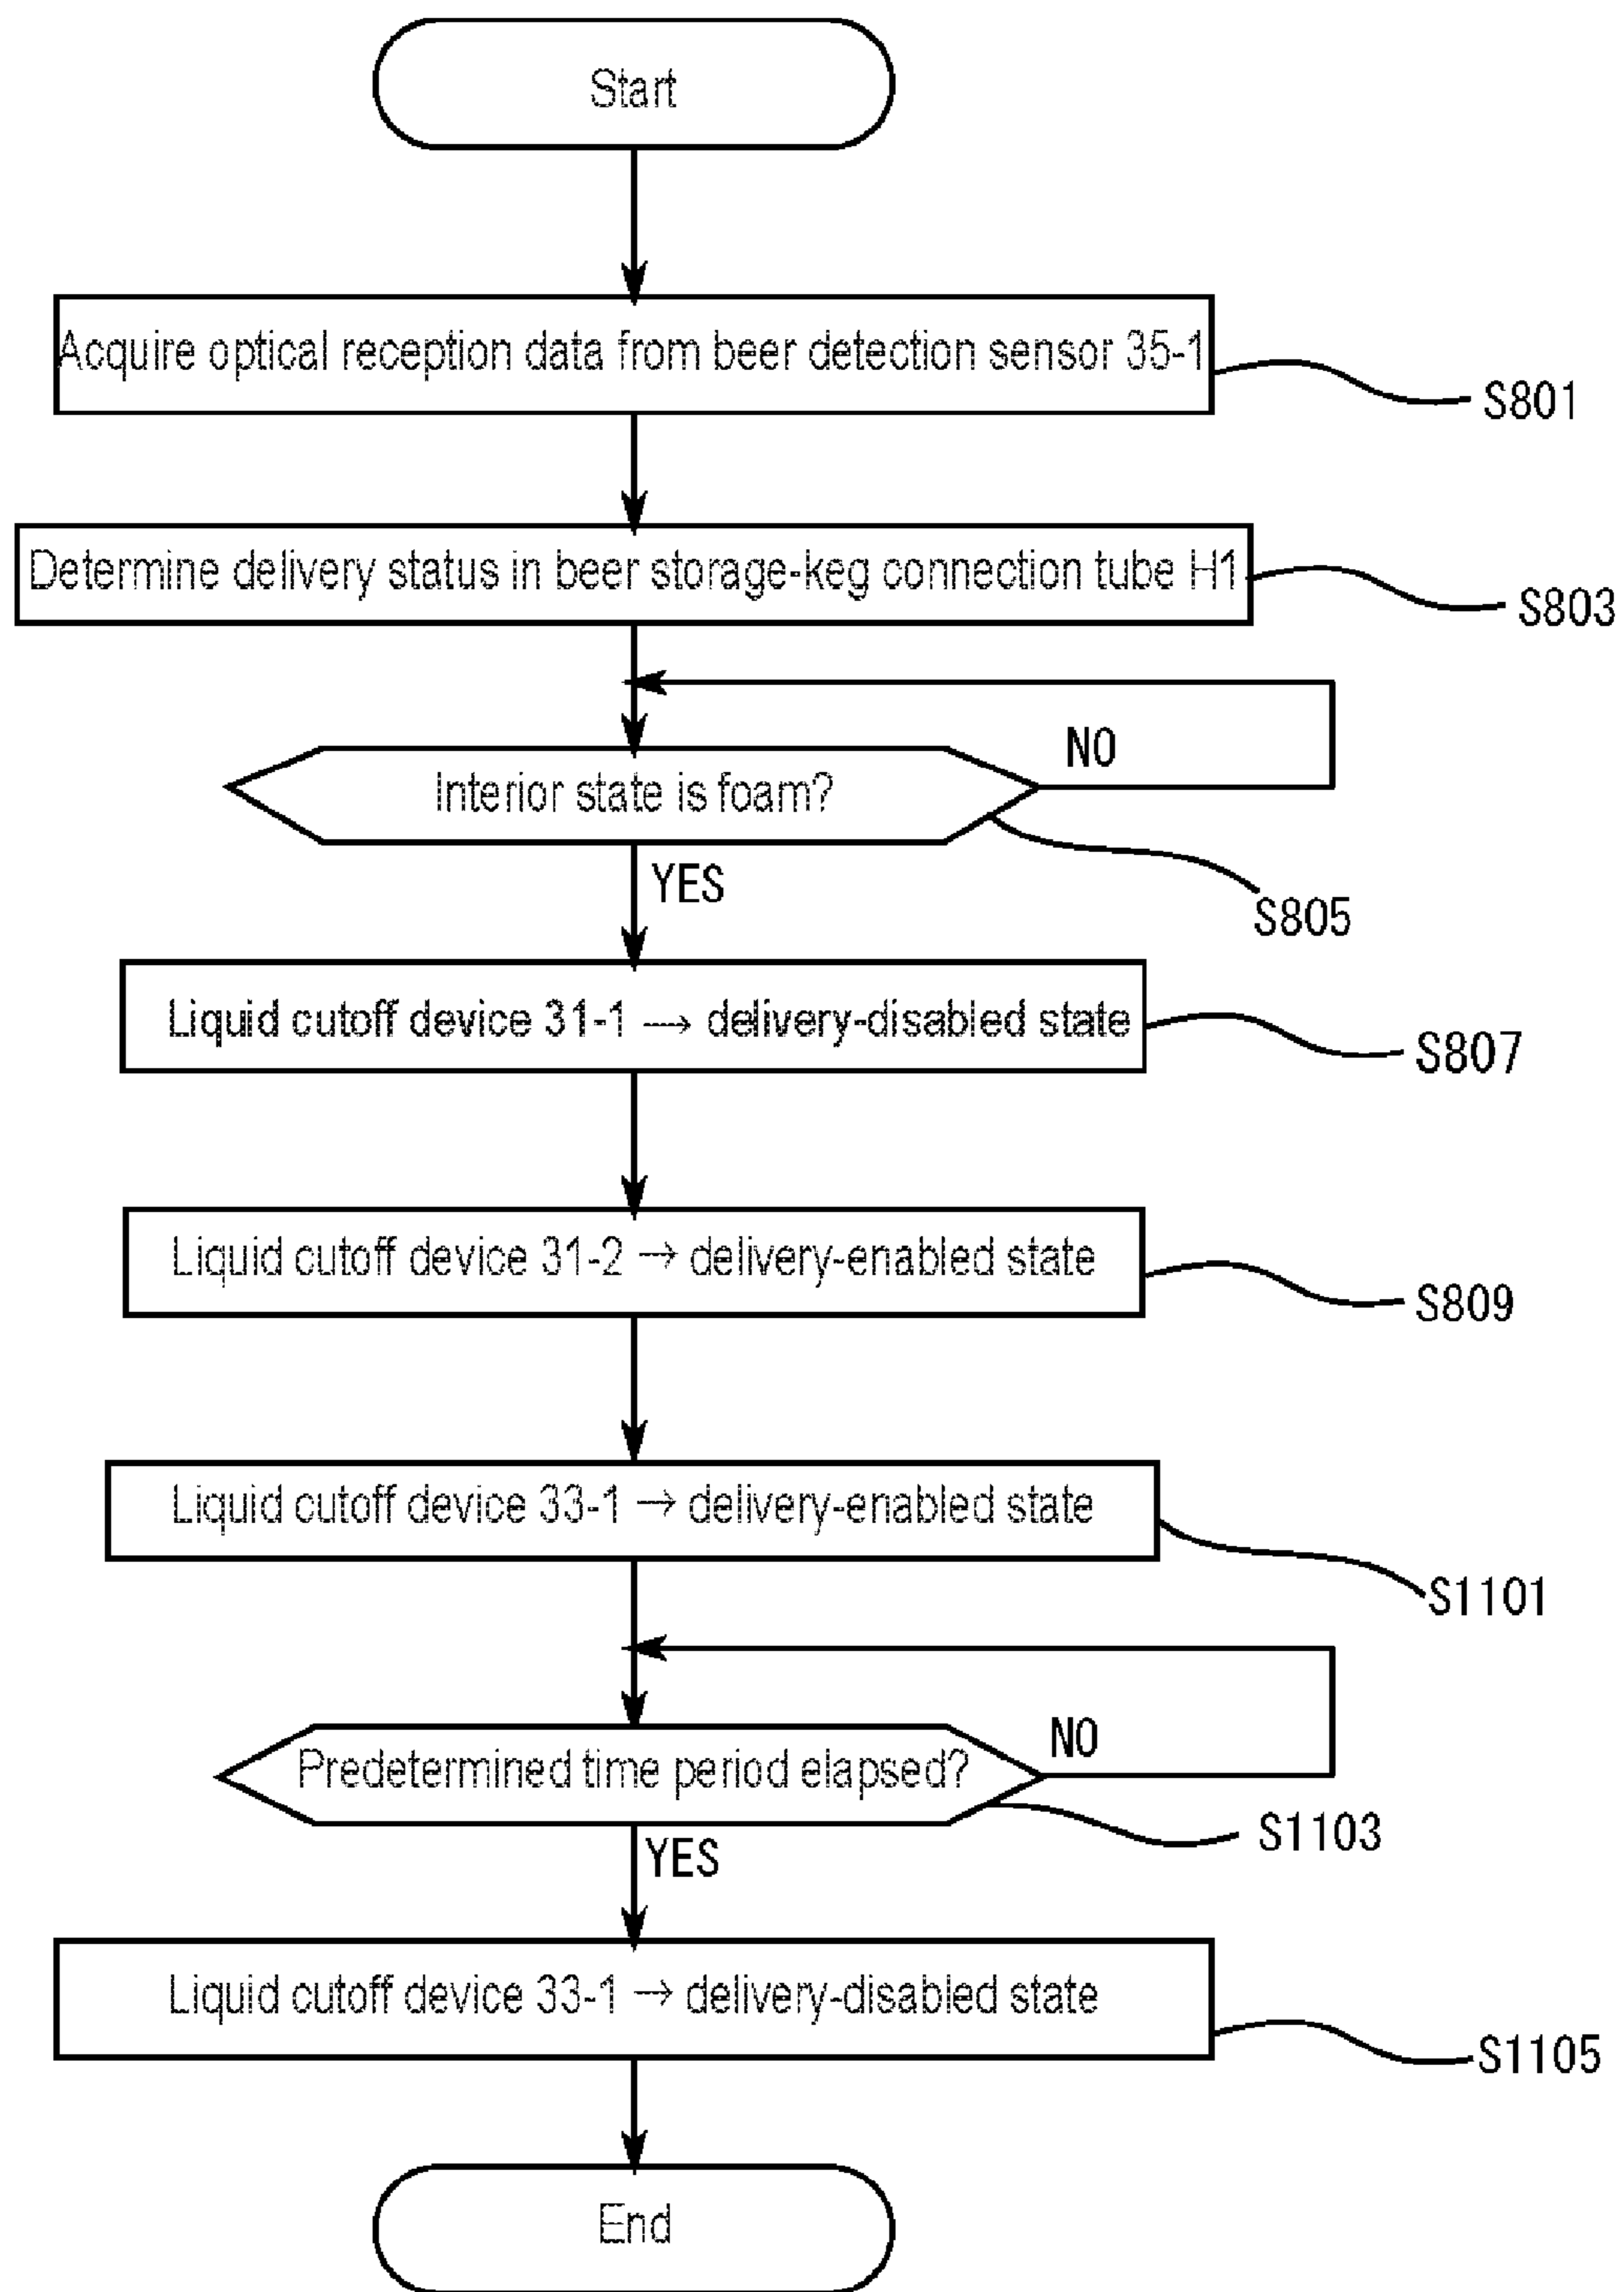 Start
Acquire optical reception data from beer detection sensor 35-1
S801
Determine delivery status in beer storage-keg connection tube H1
S803
NO
Interior state is foam?
YES
S805
Liquid cutoff device 31-1 → delivery-disabled state
S807
Liquid cutoff device 31-2 → delivery-enabled state
S809
Liquid cutoff device 33-1 → delivery-enabled state
S1101
NO
Predetermined time period elapsed?
S1103
YES
Liquid cutoff device 33-1 → delivery-disabled state
S1105
End